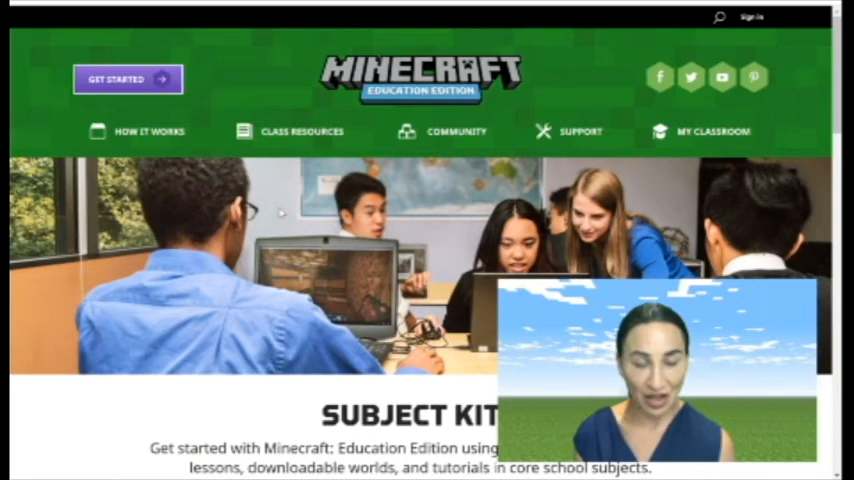 Sign in
GET STARTED
MINECRAFT
EDUCATION EDITION
HOW IT WORKS
CLASS RESOURCES
COMMUNITY
SUPPORT
MY CLASSROOM
SUBJECT KIT
Get started with Minecraft: Education Edition using
lessons, downloadable worlds, and tutorials in core school subjects.